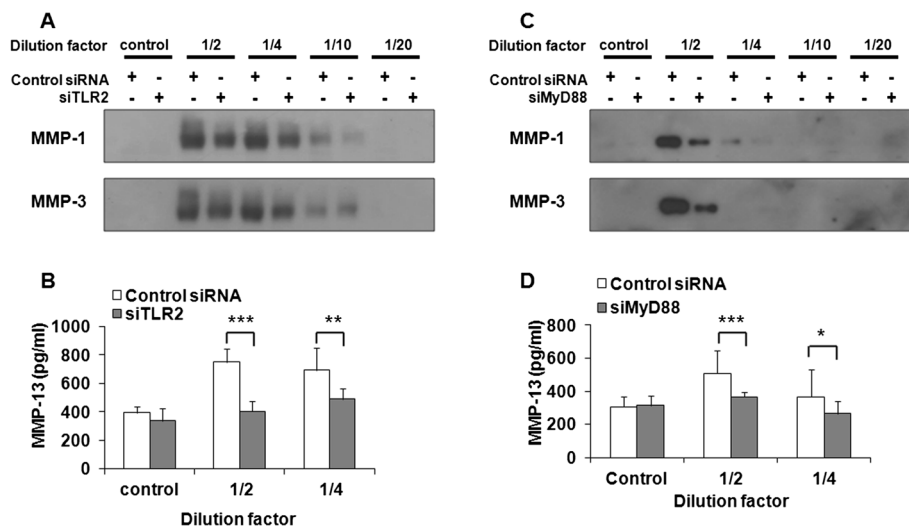 A
Dilution factor control 1/2 1/4 1/10 1/20
Control siRNA + - + - + - + - + -
siTLR2 - + - + - + - + - +
MMP-1
MMP-3
B
Control siRNA
siTLR2
MMP-13 (pg/ml)
1000
800
600
400
200
0
*** **
control 1/2 1/4
Dilution factor
C
Dilution factor control 1/2 1/4 1/10 1/20
Control siRNA + - + - + - + - + -
siMyD88 - + - + - + - + - +
MMP-1
MMP-3
D
Control siRNA
siMyD88
MMP-13 (pg/ml)
800
600
400
200
0
*** *
Control 1/2 1/4
Dilution factor